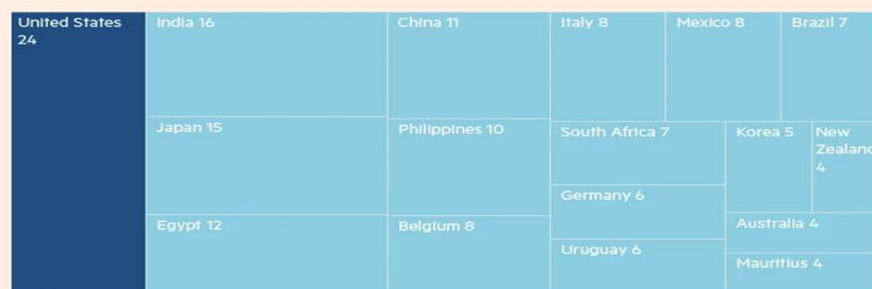 United States
24
India 16
Japan 15
Egypt 12
China 11
Philippines 10
Belgium 8
Italy 8
Mexico 8
Brazil 7
South Africa 7
Germany 6
Uruguay 6
Korea 5
New
Zealand
4
Australia 4
Mauritius 4